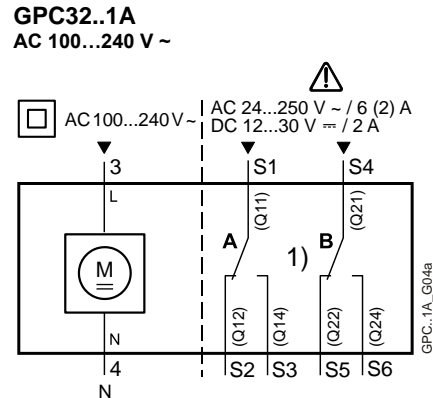 GPC32..1A
AC 100...240 V ~
AC 100...240 V ~
AC 24...250 V ~ / 6 (2) A
DC 12...30 V ⎓ / 2 A
3
S1
S4
L
(Q11)
(Q21)
A
1)
B
M
N
(Q12)
(Q14)
(Q22)
(Q24)
4
S2
S3
S5
S6
N
GPC..1A_G04a